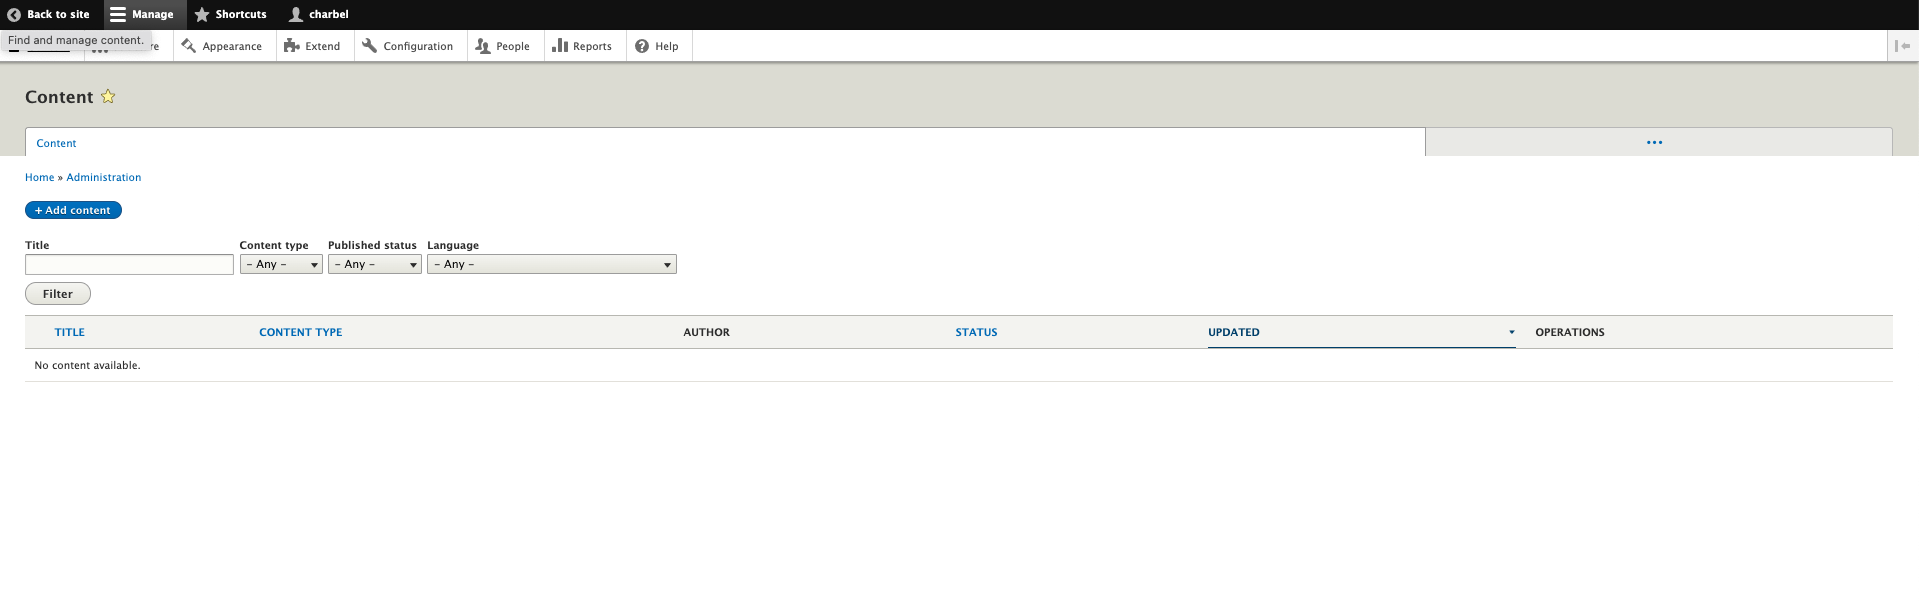 Back to site Manage Shortcuts charbel
Find and manage content. re Appearance Extend Configuration People Reports Help
Content
Content •••
Home » Administration
+ Add content
Title Content type Published status Language
- Any - - Any - - Any -
Filter
TITLE CONTENT TYPE AUTHOR STATUS UPDATED OPERATIONS
No content available.